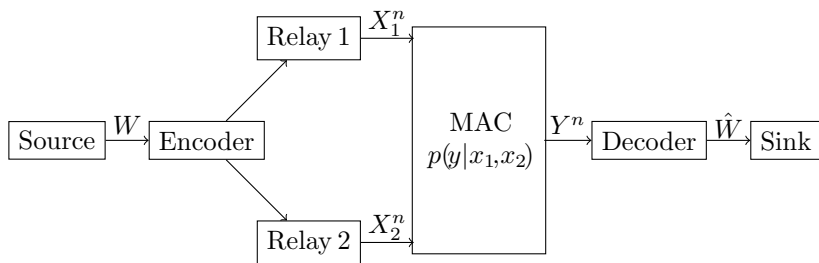 Relay 1
X_1^n
Source
W
Encoder
MAC
p(y|x_1,x_2)
Y^n
Decoder
Ŵ
Sink
Relay 2
X_2^n